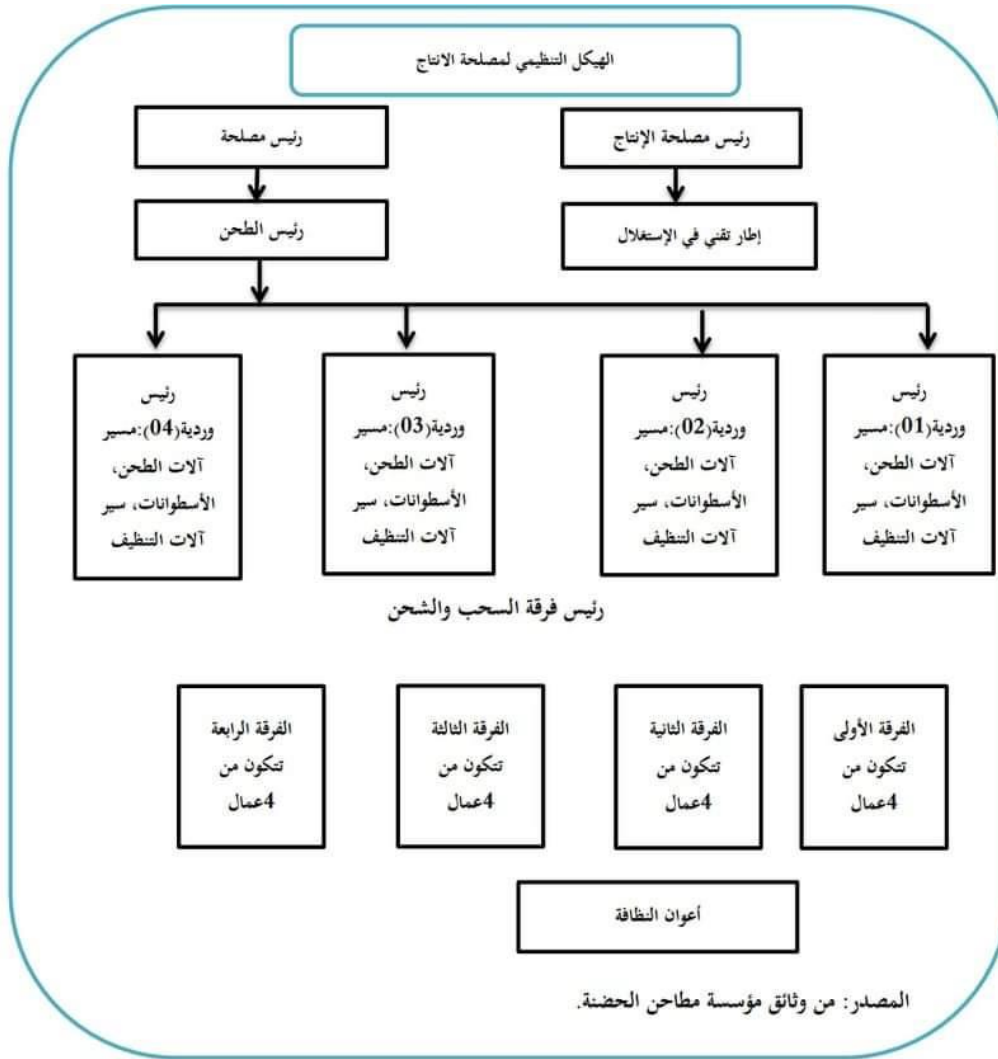 الهيكل التنظيمي لمصلحة الانتاج
رئيس مصلحة الإنتاج
رئيس مصلحة
إطار تقني في الإستغلال
رئيس الطحن
رئيس
وردية(01):مسير
آلات الطحن،
الأسطوانات، سير
آلات التنظيف
رئيس
وردية(02):مسير
آلات الطحن،
الأسطوانات، سير
آلات التنظيف
رئيس
وردية(03):مسير
آلات الطحن،
الأسطوانات، سير
آلات التنظيف
رئيس
وردية(04):مسير
آلات الطحن،
الأسطوانات، سير
آلات التنظيف
رئيس فرقة السحب والشحن
الفرقة الأولى
تتكون من
4عمال
الفرقة الثانية
تتكون من
4عمال
الفرقة الثالثة
تتكون من
4عمال
الفرقة الرابعة
تتكون من
4عمال
أعوان النظافة
المصدر: من وثائق مؤسسة مطاحن الحضنة.